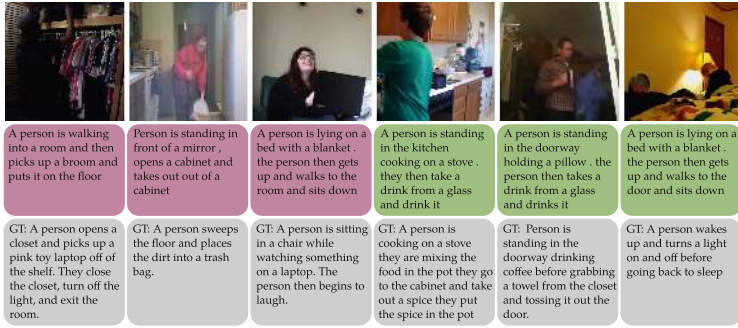 A person is walking
into a room and then
picks up a broom and
puts it on the floor
Person is standing in
front of a mirror ,
opens a cabinet and
takes out out of a
cabinet
A person is lying on a
bed with a blanket .
the person then gets
up and walks to the
room and sits down
A person is standing
in the kitchen
cooking on a stove .
they then take a
drink from a glass
and drink it
A person is standing
in the doorway
holding a pillow . the
person then takes a
drink from a glass
and drinks it
A person is lying on a
bed with a blanket .
the person then gets
up and walks to the
door and sits down
GT: A person opens a
closet and picks up a
pink toy laptop off of
the shelf. They close
the closet, turn off the
light, and exit the
room.
GT: A person sweeps
the floor and places
the dirt into a trash
bag.
GT: A person is sitting
in a chair while
watching something
on a laptop. The
person then begins to
laugh.
GT: A person is
cooking on a stove
they are mixing the
food in the pot they go
to the cabinet and take
out a spice they put
the spice in the pot
GT: Person is
standing in the
doorway drinking
coffee before grabbing
a towel from the closet
and tossing it out the
door.
GT: A person wakes
up and turns a light
on and off before
going back to sleep